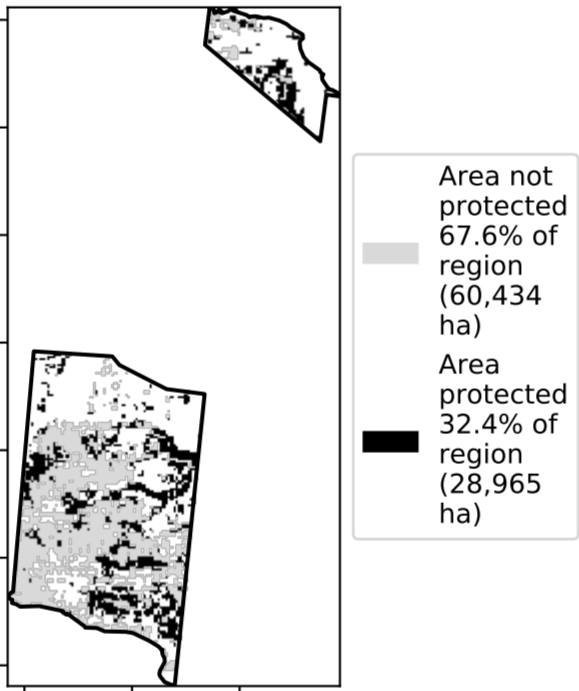 Area not
protected
67.6% of
region
(60,434
ha)
Area
protected
32.4% of
region
(28,965
ha)